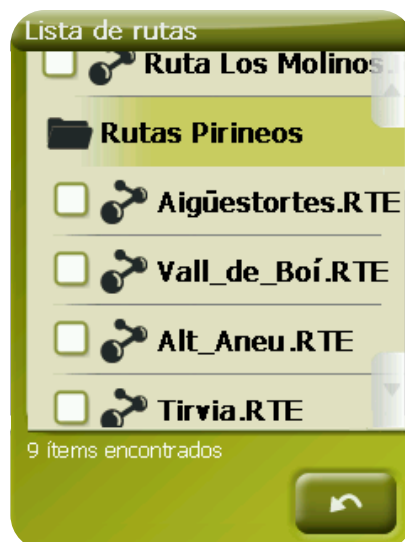 Lista de rutas
Ruta Los Molinos.
Rutas Pirineos
Aigüestortes.RTE
Vall_de_Boí.RTE
Alt_Aneu.RTE
Tirvia.RTE
9 ítems encontrados